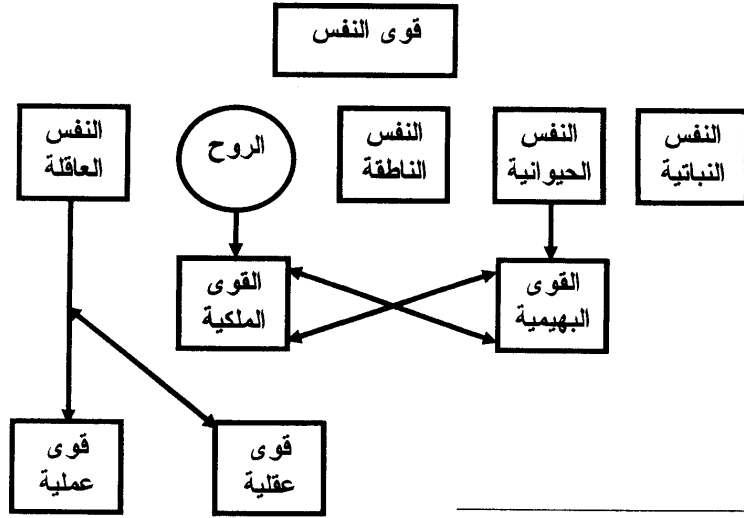 قوى النفس
النفس
النباتية
النفس
الحيوانية
النفس
الناطقة
الروح
النفس
العاقلة
القوى
البهيمية
القوى
الملكية
قوى
عقلية
قوى
عملية